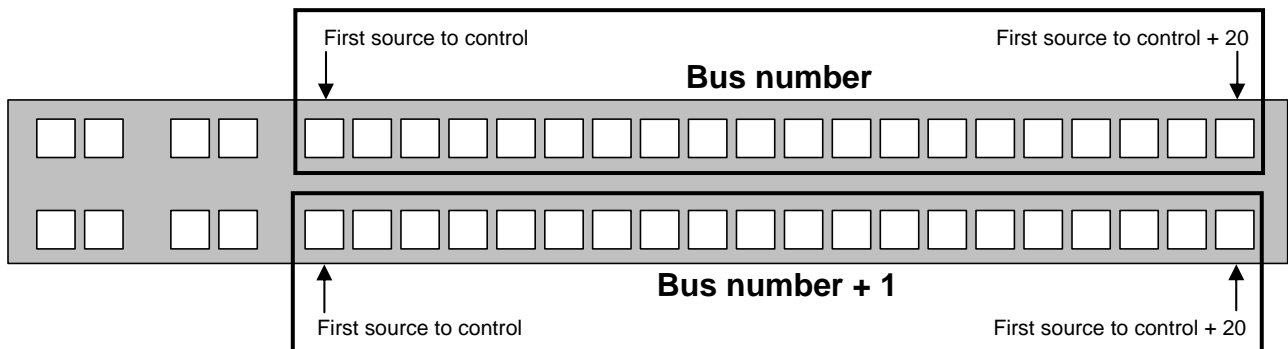 First source to control
First source to control + 20
Bus number
Bus number + 1
First source to control
First source to control + 20